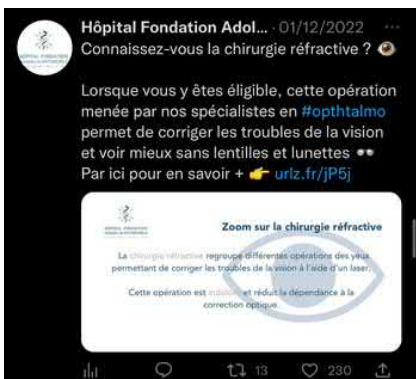 Hôpital Fondation Adol... · 01/12/2022 ...
Connaissez-vous la chirurgie réfractive ? 👁️
Lorsque vous y êtes éligible, cette opération
menée par nos spécialistes en #opthtalmo
permet de corriger les troubles de la vision
et voir mieux sans lentilles et lunettes 👀
Par ici pour en savoir + 👉 urlz.fr/jP5j
HÔPITAL FONDATION
Zoom sur la chirurgie réfractive
La chirurgie réfractive regroupe différentes opérations des yeux
permettant de corriger les troubles de la vision à l'aide d'un laser.
Cette opération est indolore et réduit la dépendance à la
correction optique.
13
230